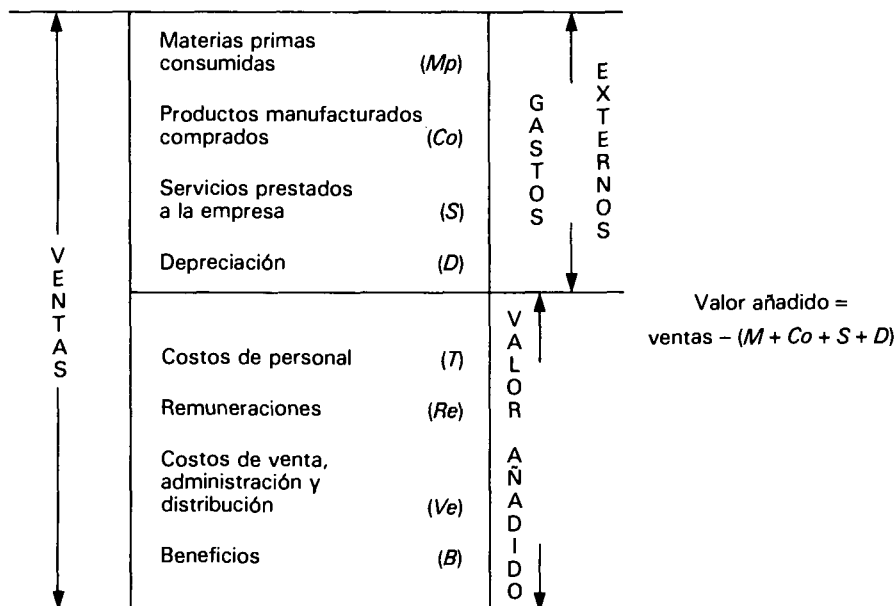 Materias primas
consumidas (Mp)
Productos manufacturados
comprados (Co)
Servicios prestados
a la empresa (S)
Depreciación (D)
GASTOS
EXTERNOS
VENTAS
Costos de personal (T)
Remuneraciones (Re)
Costos de venta,
administración y
distribución (Ve)
Beneficios (B)
VALOR AÑADIDO
Valor añadido =
ventas – (M + Co + S + D)